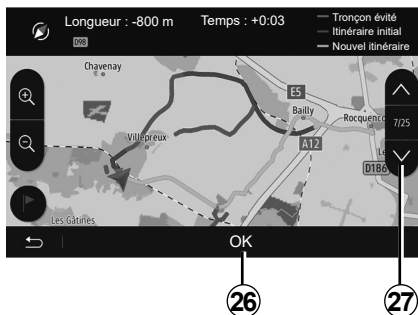 Longueur : -800 m
Temps : +0:03
Tronçon évité
Itinéraire initial
Nouvel itinéraire
D98
Chavenay
E5
Bailly
Rocquenc
7/25
Villepreux
A12
Le
D186
Les Gâtines
OK
26
27